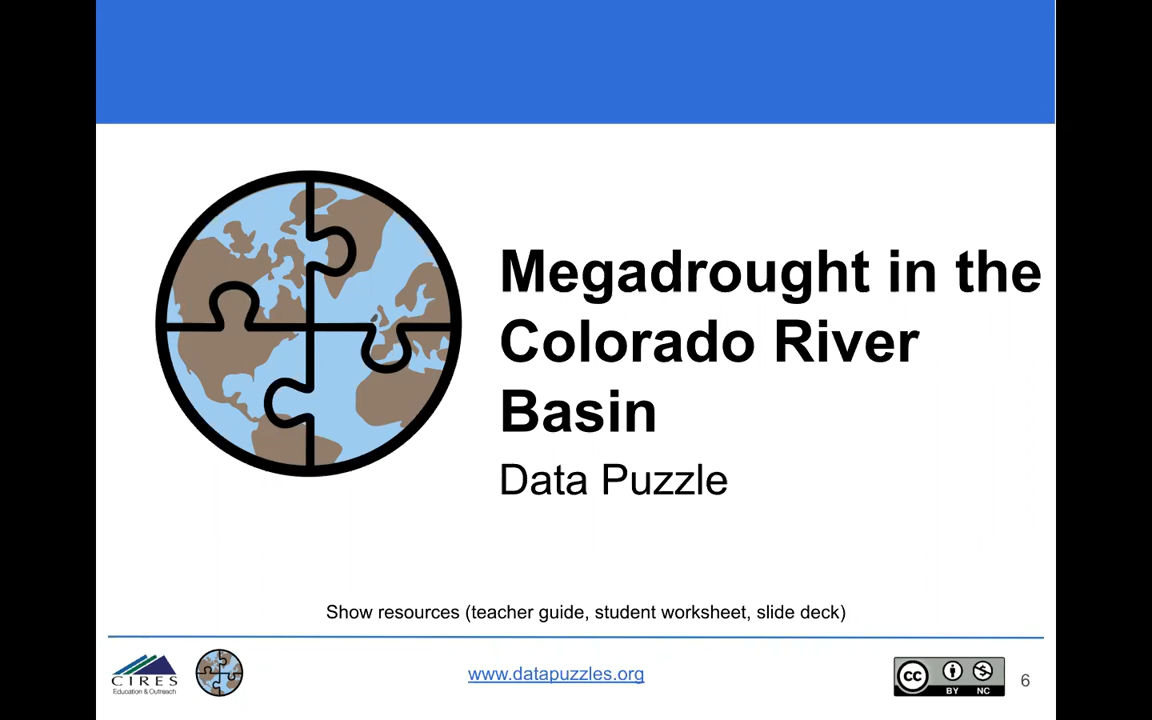 Megadrought in the
Colorado River
Basin
Data Puzzle
Show resources (teacher guide, student worksheet, slide deck)
CIRES
Education & Outreach
www.datapuzzles.org
CC
BY NC
6